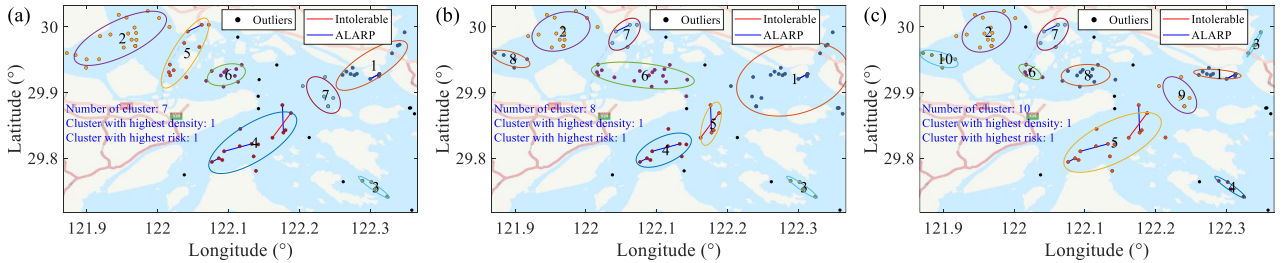 (a)
30
29.9
29.8
Latitude (°)
121.9
122
122.1
122.2
122.3
Longitude (°)
Outliers
Intolerable
ALARP
2
5
6
1
7
4
3
Number of cluster: 7
Cluster with highest density: 1
Cluster with highest risk: 1
(b)
30
29.9
29.8
Latitude (°)
121.9
122
122.1
122.2
122.3
Longitude (°)
Outliers
Intolerable
ALARP
2
7
8
6
1
5
4
3
Number of cluster: 8
Cluster with highest density: 1
Cluster with highest risk: 1
(c)
30
29.9
29.8
Latitude (°)
121.9
122
122.1
122.2
122.3
Longitude (°)
Outliers
Intolerable
ALARP
2
7
3
10
6
8
1
9
5
4
Number of cluster: 10
Cluster with highest density: 1
Cluster with highest risk: 1